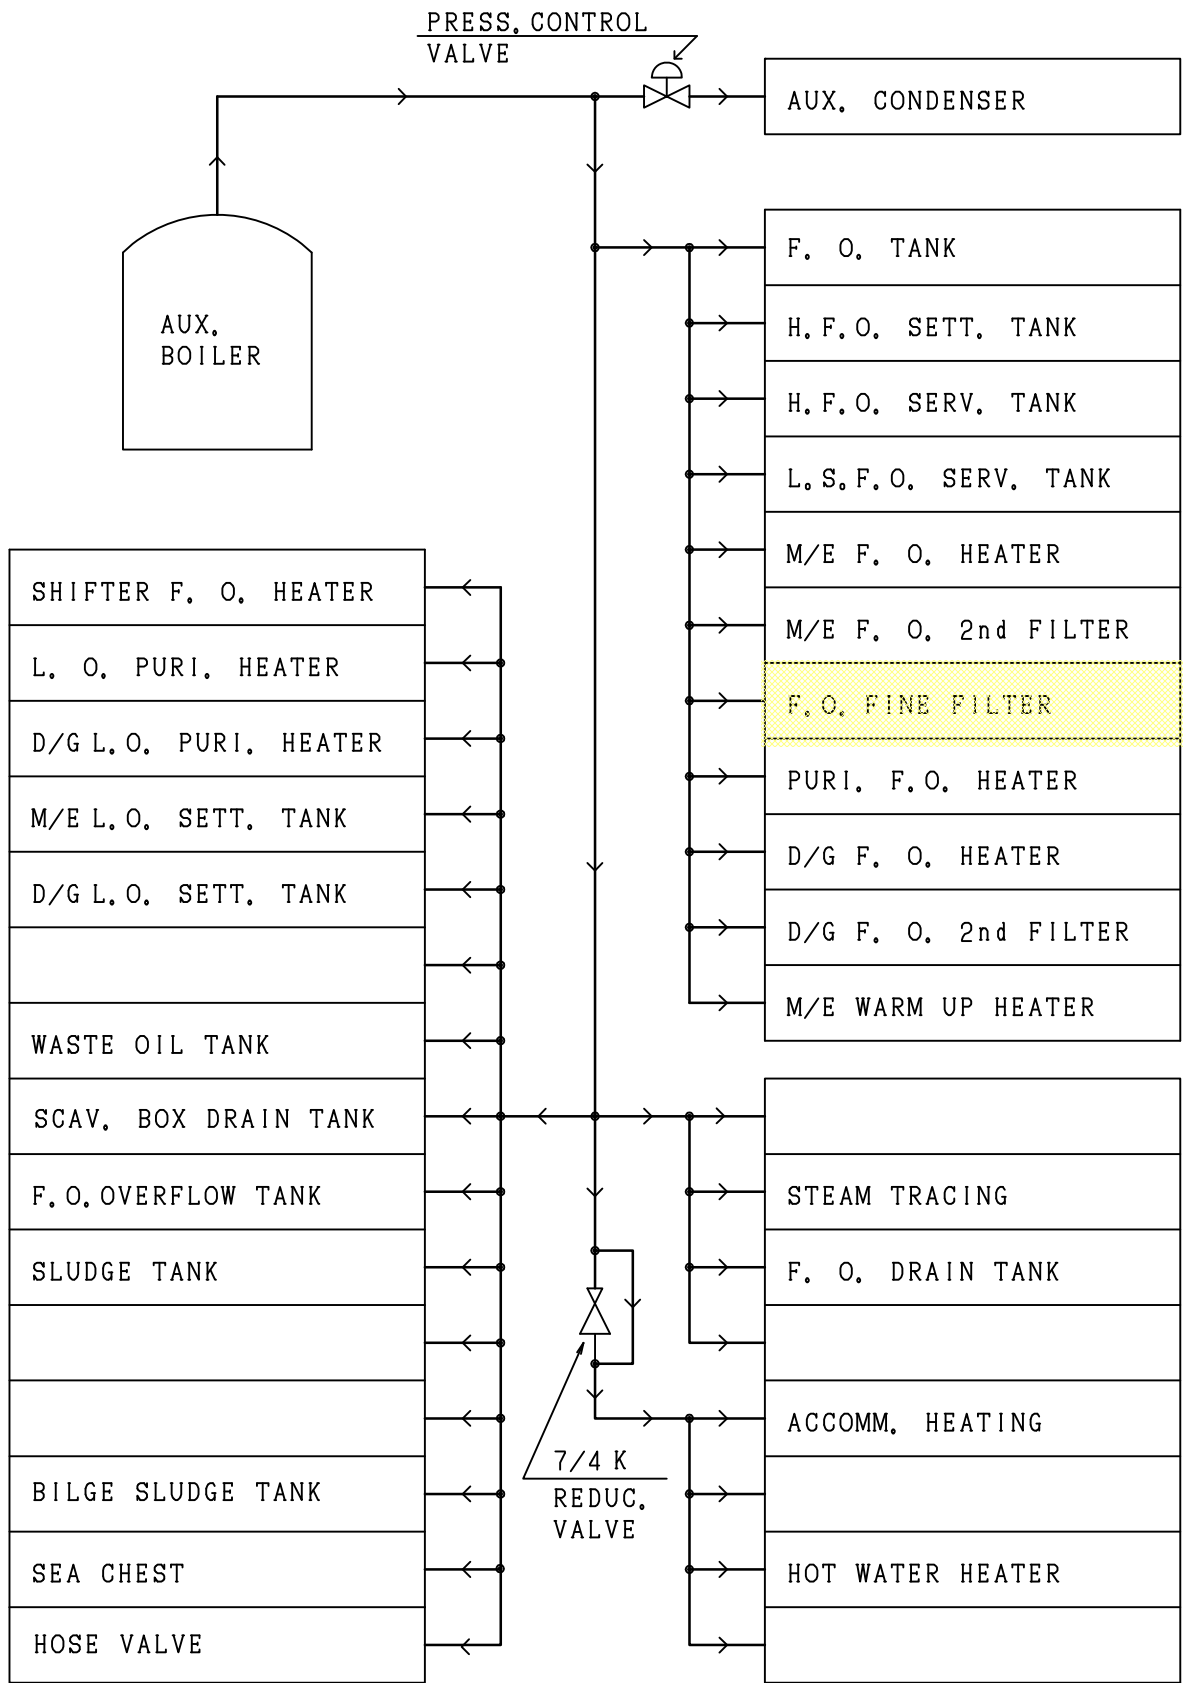 PRESS. CONTROL
VALVE
AUX. CONDENSER
AUX.
BOILER
F. O. TANK
H.F.O. SETT. TANK
H.F.O. SERV. TANK
L.S.F.O. SERV. TANK
M/E F. O. HEATER
M/E F. O. 2nd FILTER
F.O. FINE FILTER
PURI. F.O. HEATER
D/G F. O. HEATER
D/G F. O. 2nd FILTER
M/E WARM UP HEATER
SHIFTER F. O. HEATER
L. O. PURI. HEATER
D/G L.O. PURI. HEATER
M/E L.O. SETT. TANK
D/G L.O. SETT. TANK
WASTE OIL TANK
SCAV. BOX DRAIN TANK
F.O.OVERFLOW TANK
SLUDGE TANK
BILGE SLUDGE TANK
SEA CHEST
HOSE VALVE
STEAM TRACING
F. O. DRAIN TANK
ACCOMM. HEATING
HOT WATER HEATER
7/4 K
REDUC.
VALVE